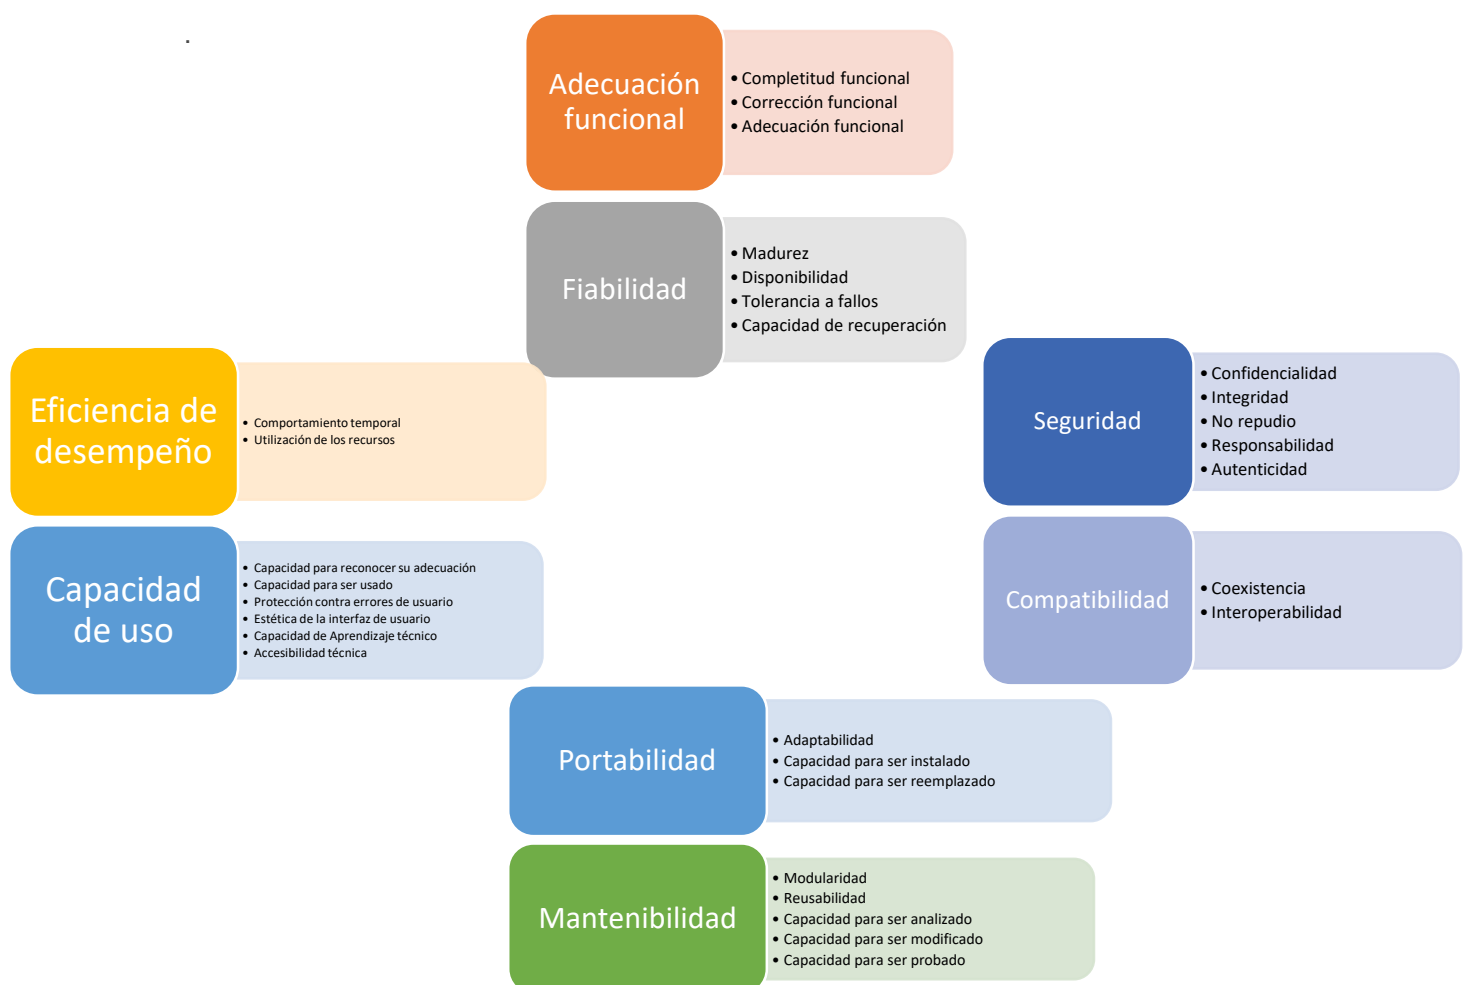 .
Adecuación
funcional
• Completitud funcional
• Corrección funcional
• Adecuación funcional
Fiabilidad
• Madurez
• Disponibilidad
• Tolerancia a fallos
• Capacidad de recuperación
Eficiencia de
desempeño
• Comportamiento temporal
• Utilización de los recursos
Capacidad
de uso
• Capacidad para reconocer su adecuación
• Capacidad para ser usado
• Protección contra errores de usuario
• Estética de la interfaz de usuario
• Capacidad de Aprendizaje técnico
• Accesibilidad técnica
Seguridad
• Confidencialidad
• Integridad
• No repudio
• Responsabilidad
• Autenticidad
Compatibilidad
• Coexistencia
• Interoperabilidad
Portabilidad
• Adaptabilidad
• Capacidad para ser instalado
• Capacidad para ser reemplazado
Mantenibilidad
• Modularidad
• Reusabilidad
• Capacidad para ser analizado
• Capacidad para ser modificado
• Capacidad para ser probado